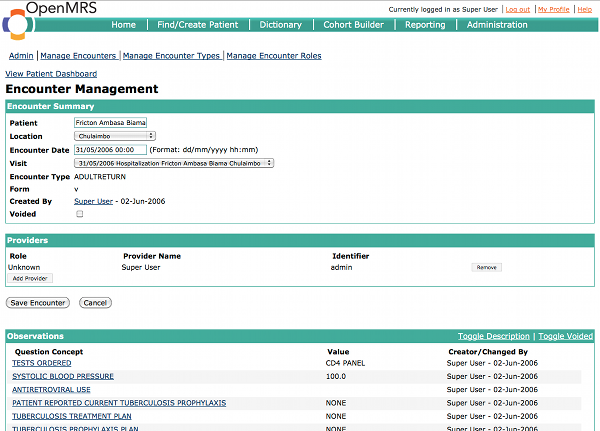 OpenMRS
Currently logged in as Super User | Log out | My Profile | Help
Home | Find/Create Patient | Dictionary | Cohort Builder | Reporting | Administration
Admin | Manage Encounters | Manage Encounter Types | Manage Encounter Roles
View Patient Dashboard
Encounter Management
Encounter Summary
Patient Fricton Ambasa Biama
Location Chulaimbo
Encounter Date 31/05/2006 00:00 (Format: dd/mm/yyyy hh:mm)
Visit 31/05/2006 Hospitalization Fricton Ambasa Biama Chulaimbo
Encounter Type ADULTRETURN
Form v
Created By Super User - 02-Jun-2006
Voided
Providers
Role Provider Name Identifier
Unknown Super User admin Remove
Add Provider
Save Encounter Cancel
Observations Toggle Description | Toggle Voided
Question Concept Value Creator/Changed By
TESTS ORDERED CD4 PANEL Super User - 02-Jun-2006
SYSTOLIC BLOOD PRESSURE 100.0 Super User - 02-Jun-2006
ANTIRETROVIRAL USE Super User - 02-Jun-2006
PATIENT REPORTED CURRENT TUBERCULOSIS PROPHYLAXIS NONE Super User - 02-Jun-2006
TUBERCULOSIS TREATMENT PLAN NONE Super User - 02-Jun-2006
TUBERCULOSIS PROPHYLAXIS PLAN NONE Super User - 02-Jun-2006